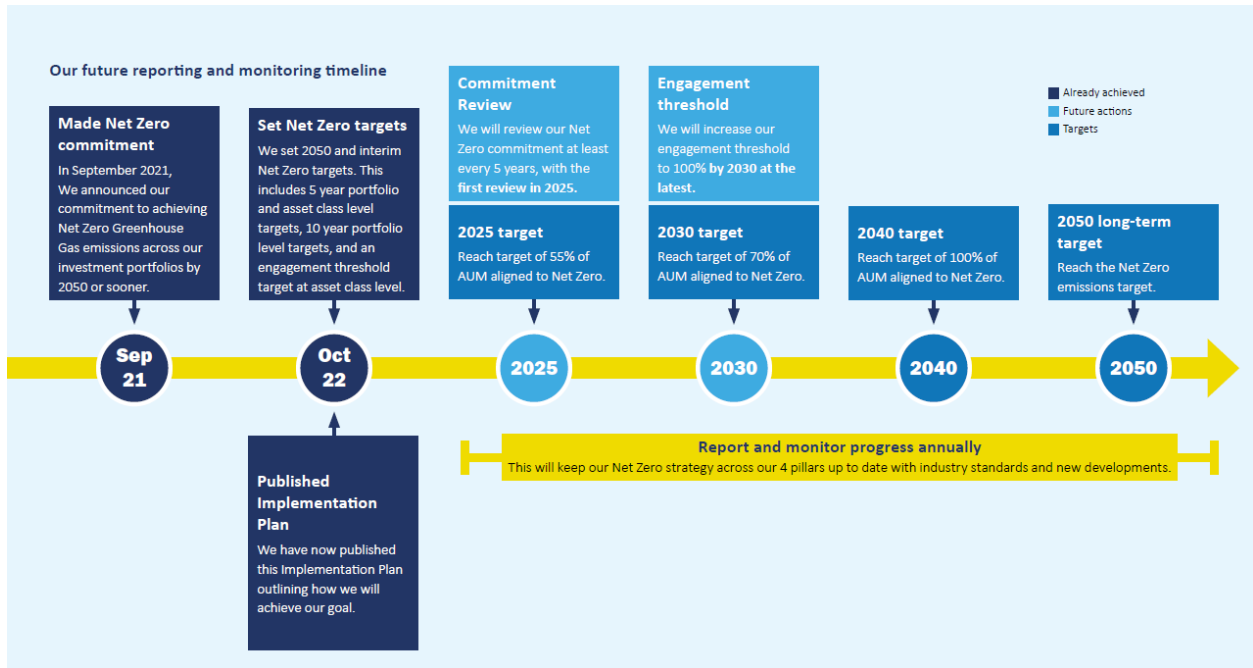 Our future reporting and monitoring timeline
Made Net Zero
commitment
In September 2021,
We announced our
commitment to achieving
Net Zero Greenhouse
Gas emissions across our
investment portfolios by
2050 or sooner.
Set Net Zero targets
We set 2050 and interim
Net Zero targets. This
includes 5 year portfolio
and asset class level
targets, 10 year portfolio
level targets, and an
engagement threshold
target at asset class level.
Commitment
Review
We will review our Net
Zero commitment at least
every 5 years, with the
first review in 2025.
2025 target
Reach target of 55% of
AUM aligned to Net Zero.
Engagement
threshold
We will increase our
engagement threshold
to 100% by 2030 at the
latest.
2030 target
Reach target of 70% of
AUM aligned to Net Zero.
2040 target
Reach target of 100% of
AUM aligned to Net Zero.
2050 long-term
target
Reach the Net Zero
emissions target.
Already achieved
Future actions
Targets
Sep
21
Oct
22
2025
2030
2040
2050
Published
Implementation
Plan
We have now published
this Implementation Plan
outlining how we will
achieve our goal.
Report and monitor progress annually
This will keep our Net Zero strategy across our 4 pillars up to date with industry standards and new developments.